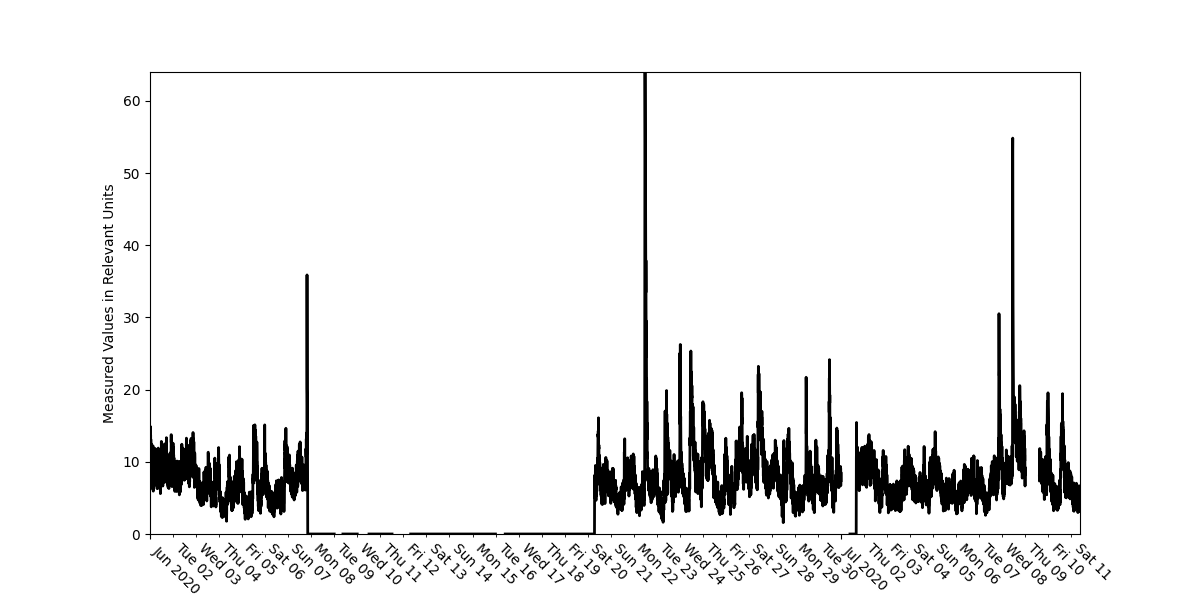 60
50
40
30
20
10
0
Measured Values in Relevant Units
Jun 2020
Tue 02
Wed 03
Thu 04
Fri 05
Sat 06
Sun 07
Mon 08
Tue 09
Wed 10
Thu 11
Fri 12
Sat 13
Sun 14
Mon 15
Tue 16
Wed 17
Thu 18
Fri 19
Sat 20
Sun 21
Mon 22
Tue 23
Wed 24
Thu 25
Fri 26
Sat 27
Sun 28
Mon 29
Tue 30
Jul 2020
Thu 02
Fri 03
Sat 04
Sun 05
Mon 06
Tue 07
Wed 08
Thu 09
Fri 10
Sat 11